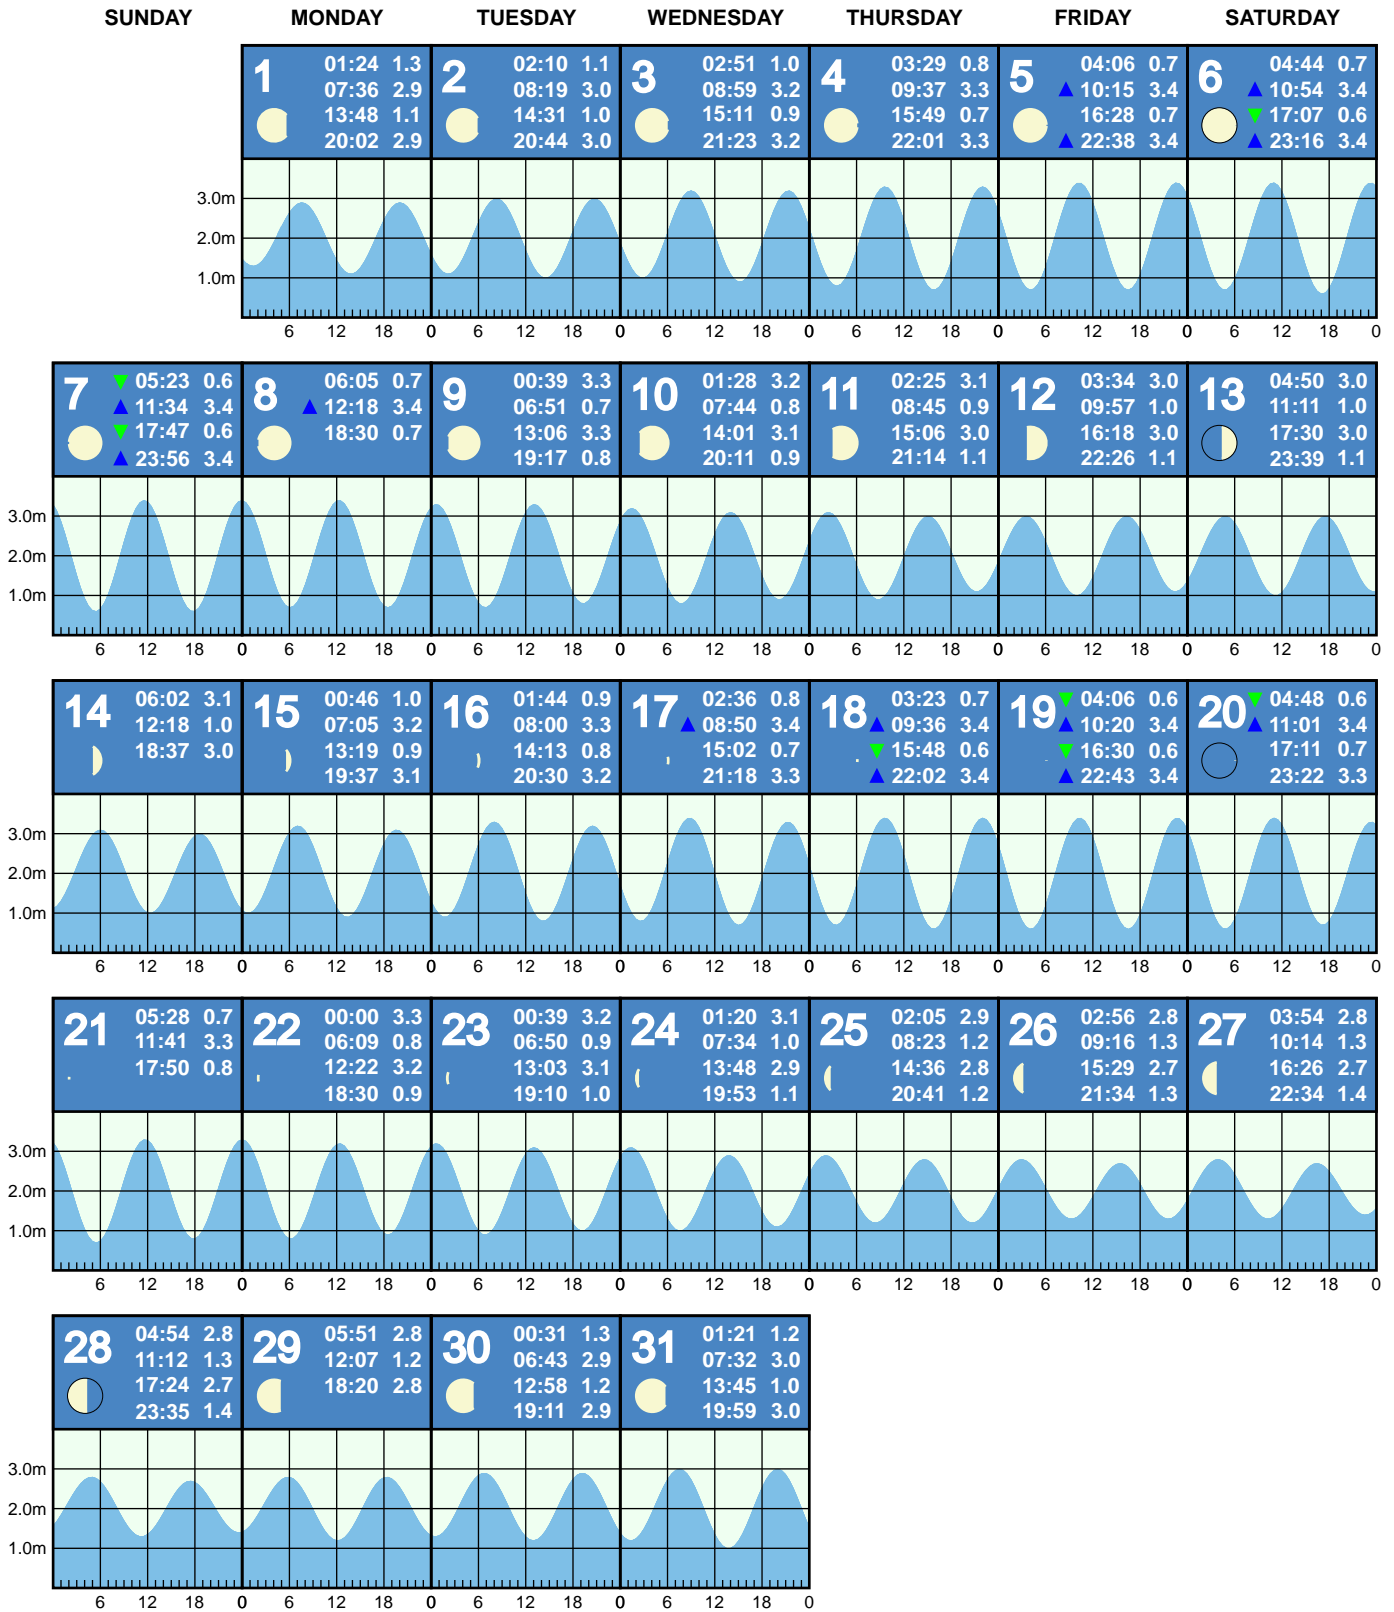 SUNDAY MONDAY TUESDAY WEDNESDAY THURSDAY FRIDAY SATURDAY
1 01:24 1.3
07:36 2.9
13:48 1.1
20:02 2.9
2 02:10 1.1
08:19 3.0
14:31 1.0
20:44 3.0
3 02:51 1.0
08:59 3.2
15:11 0.9
21:23 3.2
4 03:29 0.8
09:37 3.3
15:49 0.7
22:01 3.3
5 04:06 0.7
10:15 3.4
16:28 0.7
22:38 3.4
6 04:44 0.7
10:54 3.4
17:07 0.6
23:16 3.4
3.0m
2.0m
1.0m
6 12 18 0 6 12 18 0 6 12 18 0 6 12 18 0 6 12 18 0 6 12 18 0
7 05:23 0.6
11:34 3.4
17:47 0.6
23:56 3.4
8 06:05 0.7
12:18 3.4
18:30 0.7
9 00:39 3.3
06:51 0.7
13:06 3.3
19:17 0.8
10 01:28 3.2
07:44 0.8
14:01 3.1
20:11 0.9
11 02:25 3.1
08:45 0.9
15:06 3.0
21:14 1.1
12 03:34 3.0
09:57 1.0
16:18 3.0
22:26 1.1
13 04:50 3.0
11:11 1.0
17:30 3.0
23:39 1.1
3.0m
2.0m
1.0m
6 12 18 0 6 12 18 0 6 12 18 0 6 12 18 0 6 12 18 0 6 12 18 0 6 12 18 0
14 06:02 3.1
12:18 1.0
18:37 3.0
15 00:46 1.0
07:05 3.2
13:19 0.9
19:37 3.1
16 01:44 0.9
08:00 3.3
14:13 0.8
20:30 3.2
17 02:36 0.8
08:50 3.4
15:02 0.7
21:18 3.3
18 03:23 0.7
09:36 3.4
15:48 0.6
22:02 3.4
19 04:06 0.6
10:20 3.4
16:30 0.6
22:43 3.4
20 04:48 0.6
11:01 3.4
17:11 0.7
23:22 3.3
3.0m
2.0m
1.0m
6 12 18 0 6 12 18 0 6 12 18 0 6 12 18 0 6 12 18 0 6 12 18 0 6 12 18 0
21 05:28 0.7
11:41 3.3
17:50 0.8
22 00:00 3.3
06:09 0.8
12:22 3.2
18:30 0.9
23 00:39 3.2
06:50 0.9
13:03 3.1
19:10 1.0
24 01:20 3.1
07:34 1.0
13:48 2.9
19:53 1.1
25 02:05 2.9
08:23 1.2
14:36 2.8
20:41 1.2
26 02:56 2.8
09:16 1.3
15:29 2.7
21:34 1.3
27 03:54 2.8
10:14 1.3
16:26 2.7
22:34 1.4
3.0m
2.0m
1.0m
6 12 18 0 6 12 18 0 6 12 18 0 6 12 18 0 6 12 18 0 6 12 18 0 6 12 18 0
28 04:54 2.8
11:12 1.3
17:24 2.7
23:35 1.4
29 05:51 2.8
12:07 1.2
18:20 2.8
30 00:31 1.3
06:43 2.9
12:58 1.2
19:11 2.9
31 01:21 1.2
07:32 3.0
13:45 1.0
19:59 3.0
3.0m
2.0m
1.0m
6 12 18 0 6 12 18 0 6 12 18 0 6 12 18 0